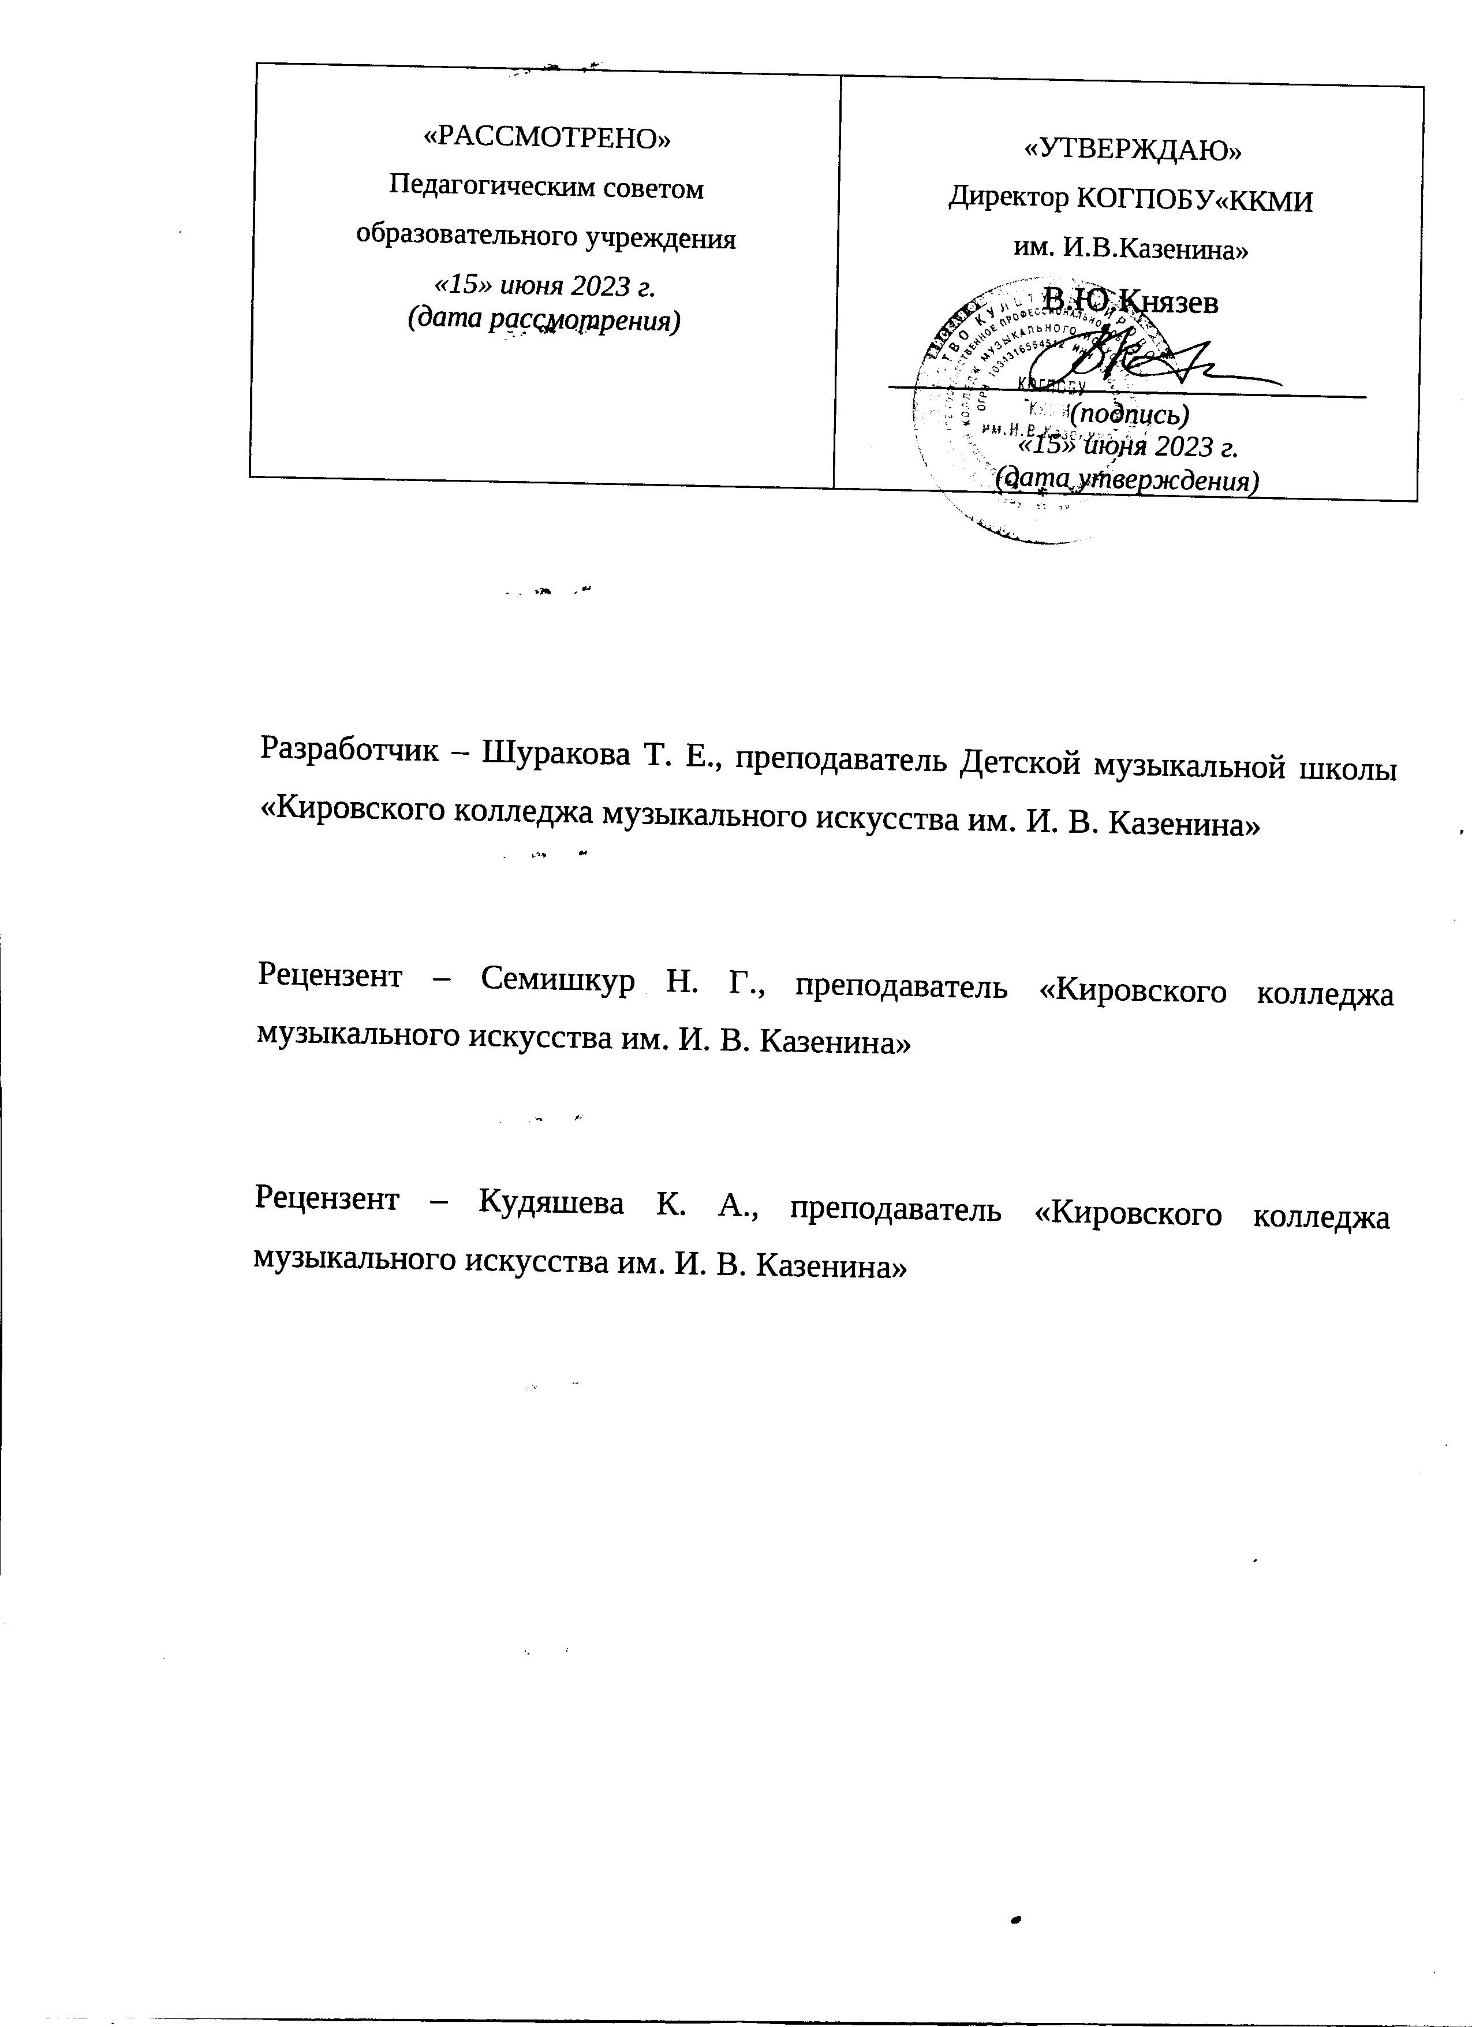 «РАССМОТРЕНО»
Педагогическим советом
образовательного учреждения
«15» июня 2023 г.
(дата рассмотрения)
«УТВЕРЖДАЮ»
Директор КОГПОБУ«ККМИ
им. И.В.Казенина»
В.Ю.Князев
КОГПОБУ
(подпись)
«15» июня 2023 г.
(дата утверждения)
Разработчик – Шуракова Т. Е., преподаватель Детской музыкальной школы
«Кировского колледжа музыкального искусства им. И. В. Казенина»
Рецензент – Семишкур Н. Г., преподаватель «Кировского колледжа
музыкального искусства им. И. В. Казенина»
Рецензент – Кудяшева К. А., преподаватель «Кировского колледжа
музыкального искусства им. И. В. Казенина»